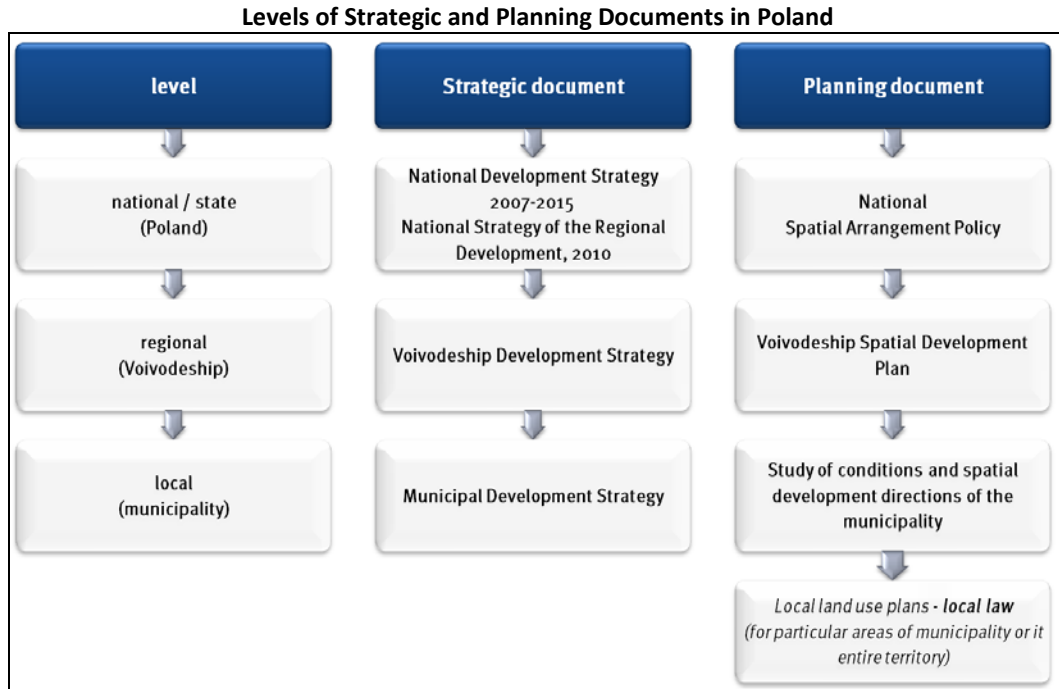 Levels of Strategic and Planning Documents in Poland
level
Strategic document
Planning document
national / state
(Poland)
National Development Strategy
2007-2015
National Strategy of the Regional
Development, 2010
National
Spatial Arrangement Policy
regional
(Voivodeship)
Voivodeship Development Strategy
Voivodeship Spatial Development
Plan
local
(municipality)
Municipal Development Strategy
Study of conditions and spatial
development directions of the
municipality
Local land use plans - local law
(for particular areas of municipality or it
entire territory)